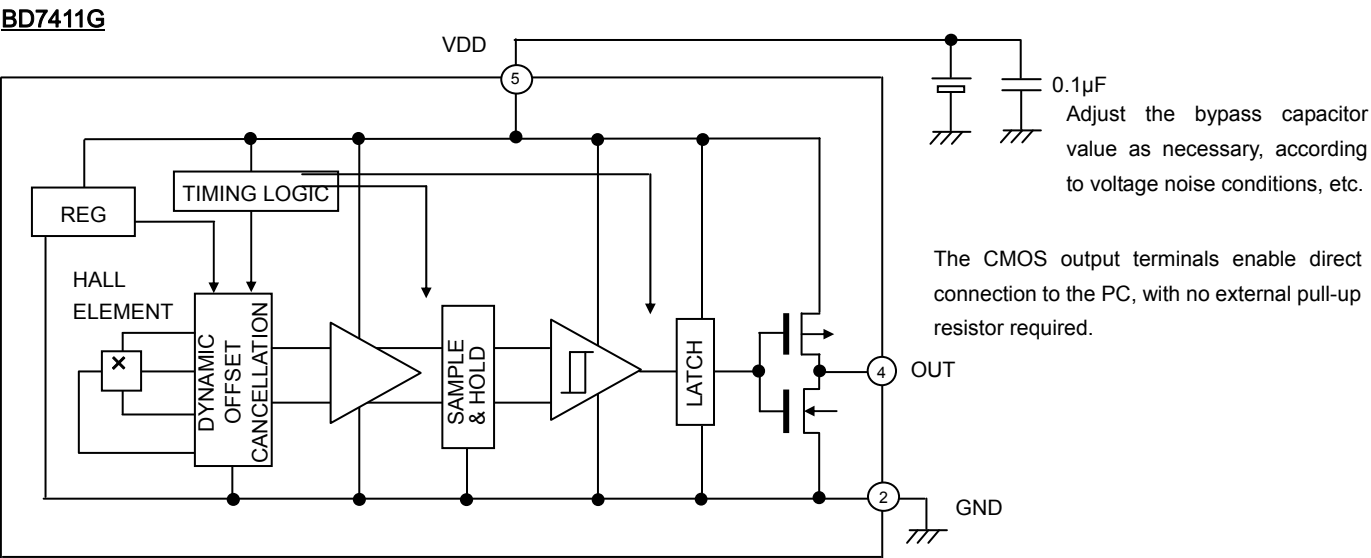 BD7411G
VDD
5
0.1µF
Adjust the bypass capacitor
value as necessary, according
to voltage noise conditions, etc.
TIMING LOGIC
REG
The CMOS output terminals enable direct
connection to the PC, with no external pull-up
resistor required.
HALL
ELEMENT
×
DYNAMIC
OFFSET
CANCELLATION
SAMPLE
& HOLD
LATCH
4
OUT
2
GND